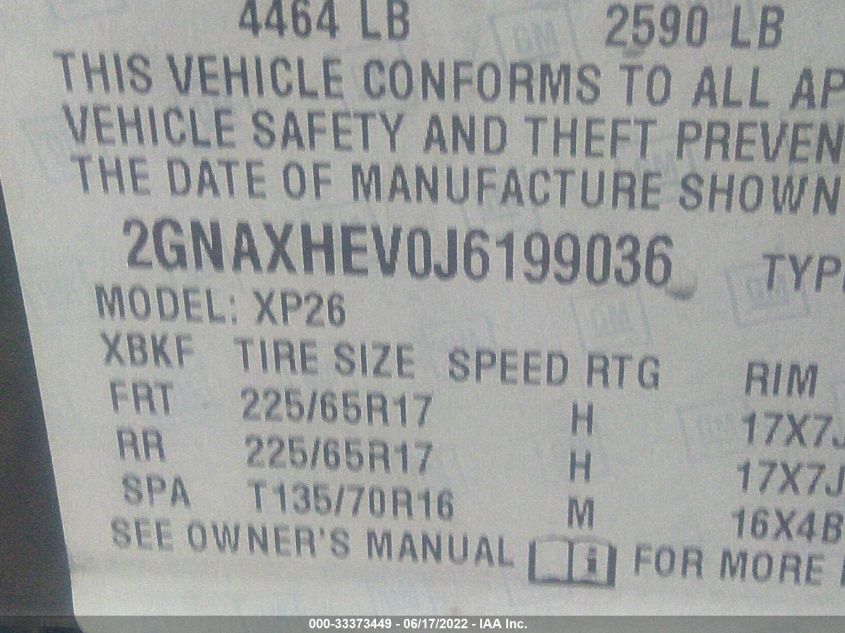 4464 LB 2590 LB
THIS VEHICLE CONFORMS TO ALL AP
VEHICLE SAFETY AND THEFT PREVEN
THE DATE OF MANUFACTURE SHOWN
2GNAXHEV0J6199036 TYP
MODEL: XP26
XBKF TIRE SIZE SPEED RTG RIM
FRT 225/65R17 H 17X7J
RR 225/65R17 H 17X7J
SPA T135/70R16 M 16X4B
SEE OWNER'S MANUAL FOR MORE
000-33373449 - 06/17/2022 - IAA Inc.